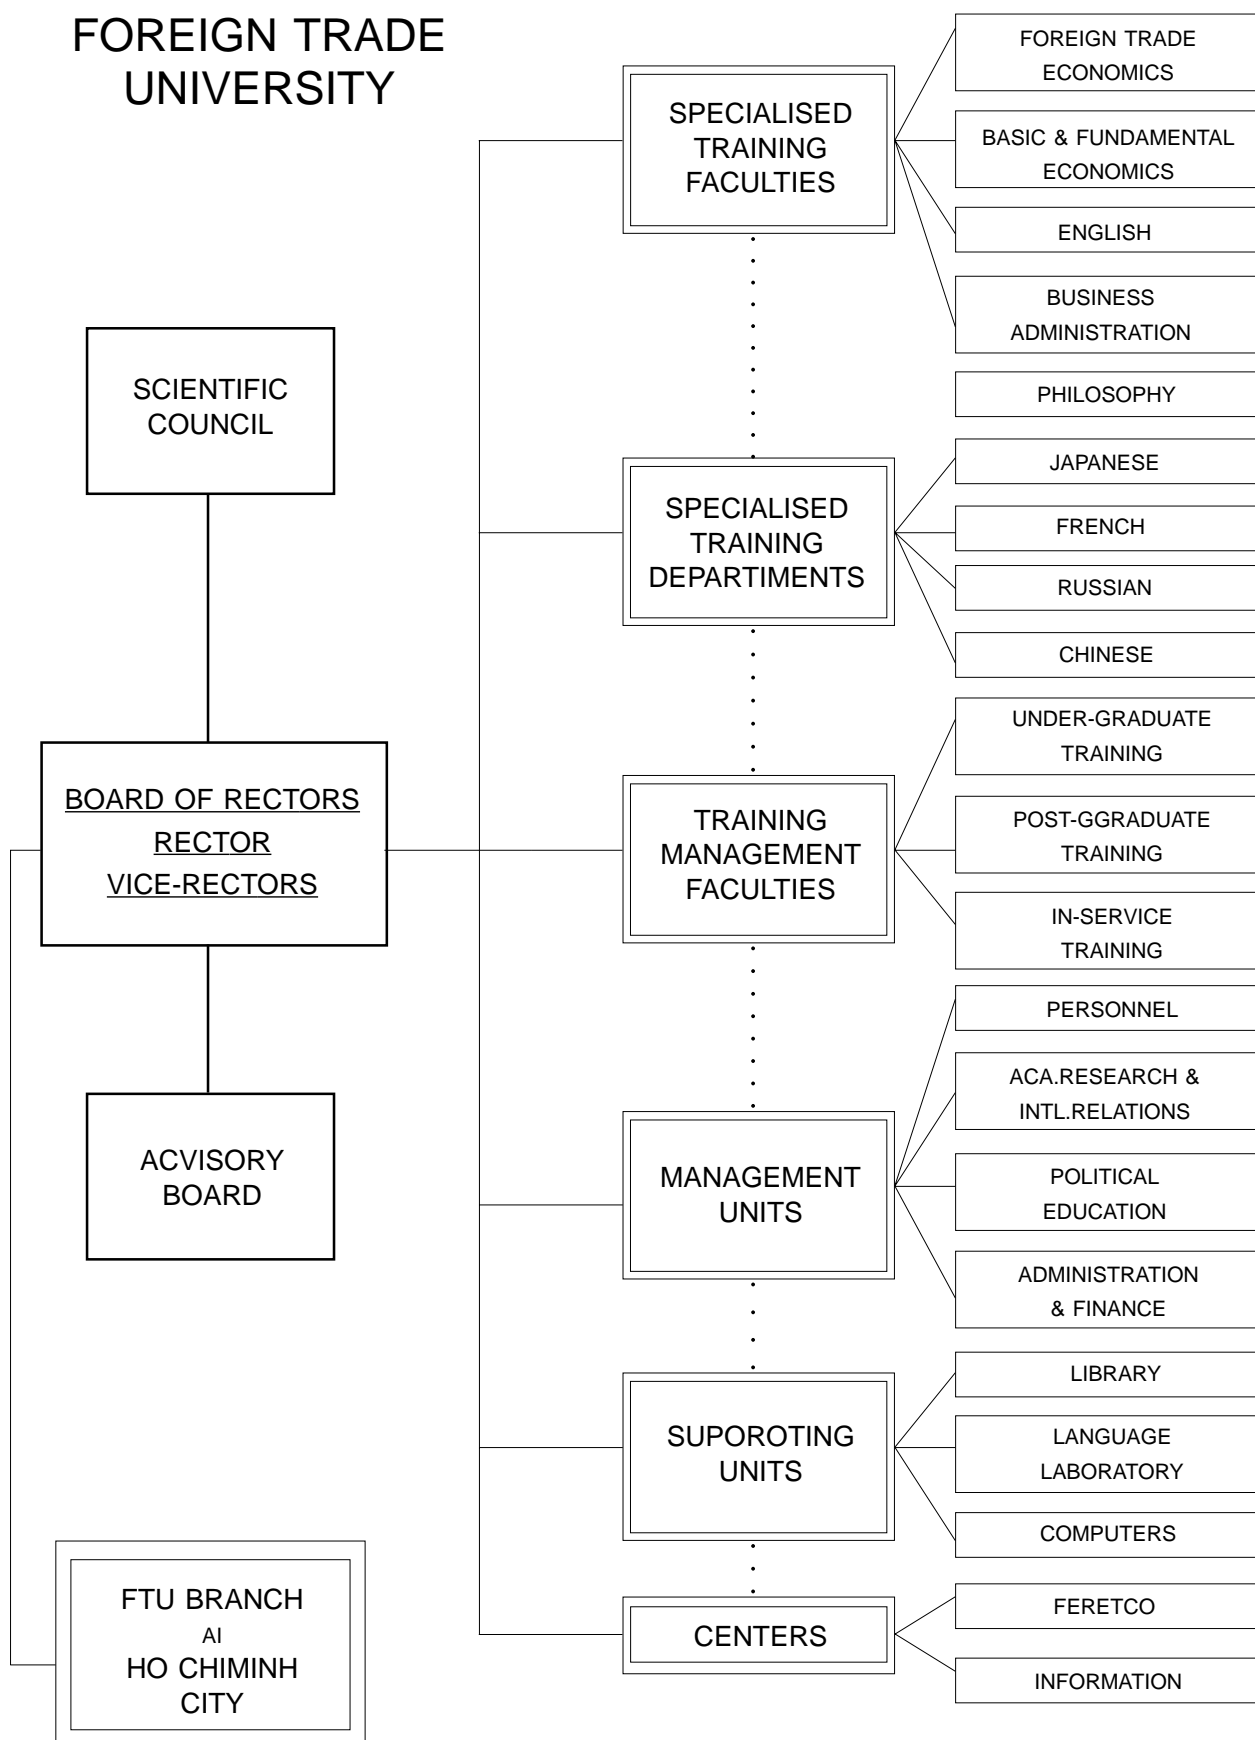 FOREIGN TRADE
UNIVERSITY
SCIENTIFIC
COUNCIL
BOARD OF RECTORS
RECTOR
VICE-RECTORS
ACVISORY
BOARD
FTU BRANCH
AI
HO CHIMINH
CITY
SPECIALISED
TRAINING
FACULTIES
FOREIGN TRADE
ECONOMICS
BASIC & FUNDAMENTAL
ECONOMICS
ENGLISH
BUSINESS
ADMINISTRATION
PHILOSOPHY
SPECIALISED
TRAINING
DEPARTIMENTS
JAPANESE
FRENCH
RUSSIAN
CHINESE
TRAINING
MANAGEMENT
FACULTIES
UNDER-GRADUATE
TRAINING
POST-GGRADUATE
TRAINING
IN-SERVICE
TRAINING
MANAGEMENT
UNITS
PERSONNEL
ACA.RESEARCH &
INTL.RELATIONS
POLITICAL
EDUCATION
ADMINISTRATION
& FINANCE
SUPOROTING
UNITS
LIBRARY
LANGUAGE
LABORATORY
COMPUTERS
CENTERS
FERETCO
INFORMATION